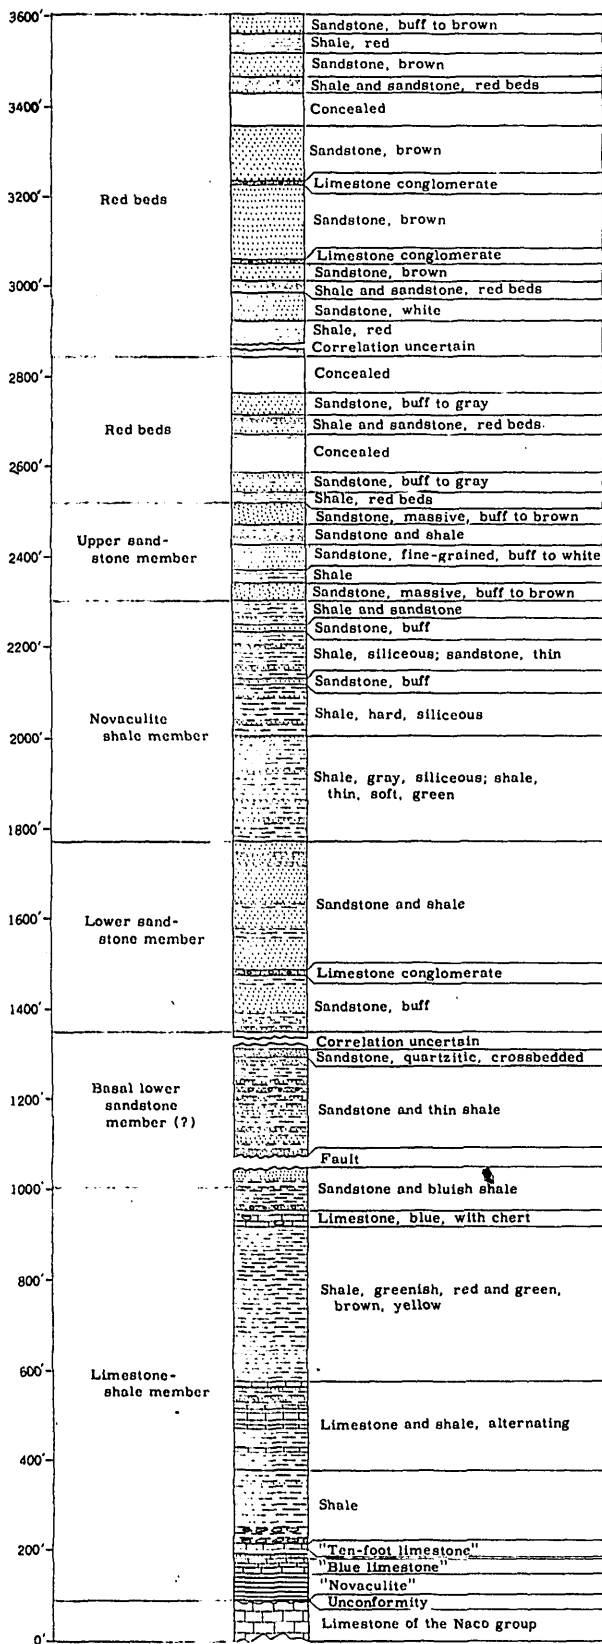 3600'
Sandstone, buff to brown
Shale, red
Sandstone, brown
Shale and sandstone, red beds
3400'
Concealed
Sandstone, brown
3200'
Red beds
Limestone conglomerate
Sandstone, brown
Limestone conglomerate
Sandstone, brown
3000'
Shale and sandstone, red beds
Sandstone, white
Shale, red
Correlation uncertain
2800'
Concealed
Sandstone, buff to gray
Red beds
Shale and sandstone, red beds.
2600'
Concealed
Sandstone, buff to gray
Shale, red beds
Sandstone, massive, buff to brown
Upper sand-
stone member
Sandstone and shale
2400'
Sandstone, fine-grained, buff to white
Shale
Sandstone, massive, buff to brown
Shale and sandstone
Sandstone, buff
2200'
Shale, siliceous; sandstone, thin
Sandstone, buff
Novaculite
shale member
Shale, hard, siliceous
2000'
Shale, gray, siliceous; shale,
thin, soft, green
1800'
Lower sand-
stone member
1600'
Sandstone and shale
Limestone conglomerate
1400'
Sandstone, buff
Correlation uncertain
Sandstone, quartzitic, crossbedded
Basal lower
sandstone
member (?)
1200'
Sandstone and thin shale
Fault
1000'
Sandstone and bluish shale
Limestone, blue, with chert
800'
Shale, greenish, red and green,
brown, yellow
600'
Limestone-
shale member
Limestone and shale, alternating
400'
Shale
200'
"Ten-foot limestone"
"Blue limestone"
"Novaculite"
Unconformity
Limestone of the Naco group
0'